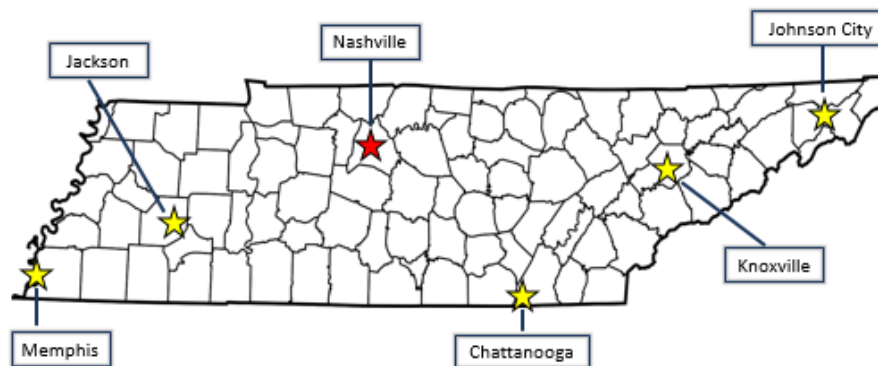 Johnson City
Nashville
Jackson
Knoxville
Memphis
Chattanooga